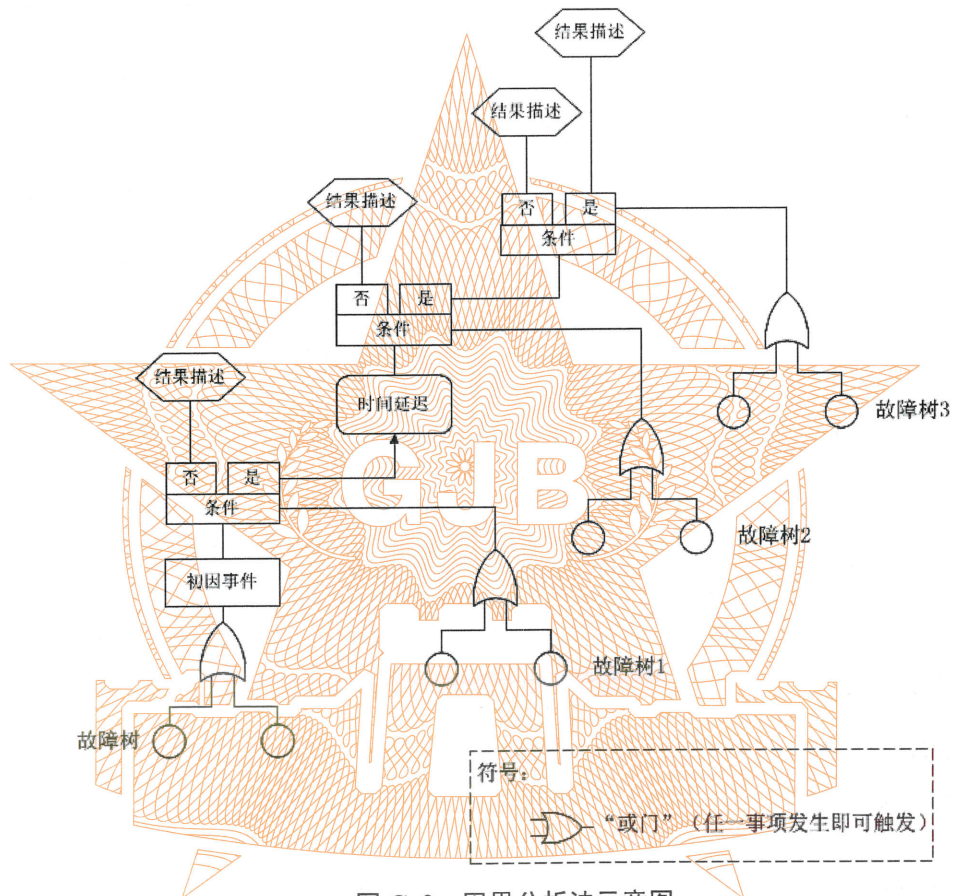 结果描述
结果描述
结果描述
否
是
条件
否
是
条件
结果描述
时间延迟
故障树3
否
是
条件
GJB
故障树2
初因事件
故障树1
故障树
符号：
“或门”（任一事项发生即可触发）